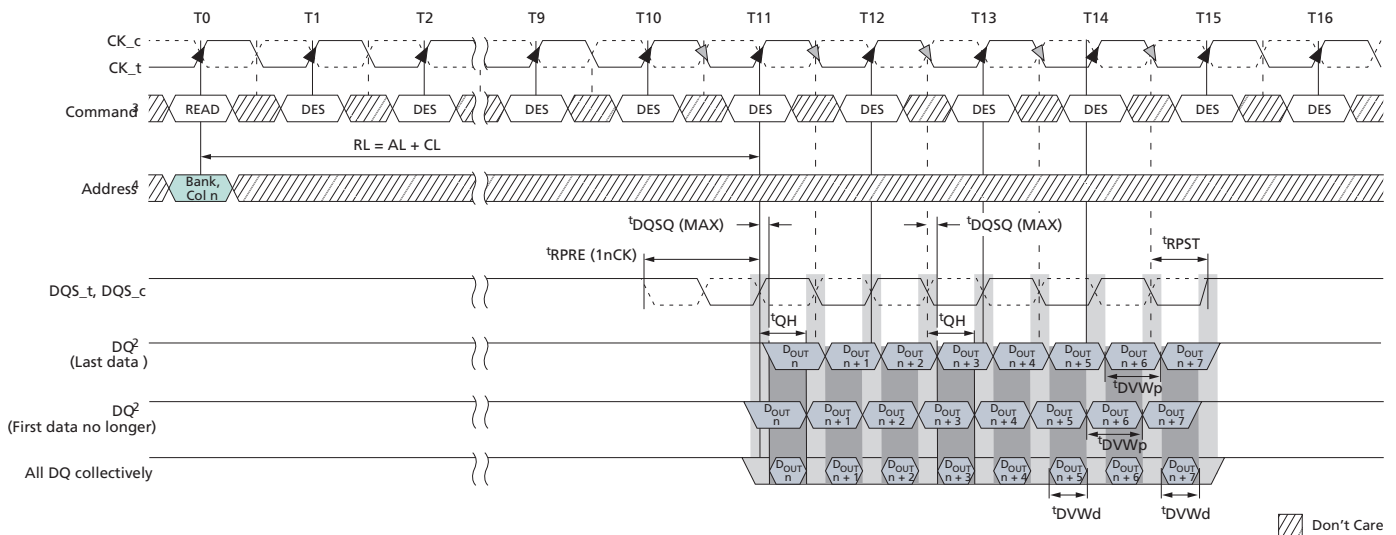 T0 T1 T2 T9 T10 T11 T12 T13 T14 T15 T16
CK_c
CK_t
Command3 READ DES DES DES DES DES DES DES DES DES DES
RL = AL + CL
Address4 Bank,
Col n
tDQSQ (MAX) tDQSQ (MAX)
tRPRE (1nCK) tRPST
DQS_t, DQS_c
tQH tQH
DQ2
(Last data )
DOUT n DOUT n + 1 DOUT n + 2 DOUT n + 3 DOUT n + 4 DOUT n + 5 DOUT n + 6 DOUT n + 7
tDVWp
DQ2
(First data no longer)
DOUT n DOUT n + 1 DOUT n + 2 DOUT n + 3 DOUT n + 4 DOUT n + 5 DOUT n + 6 DOUT n + 7
tDVWp
All DQ collectively
DOUT n DOUT n + 1 DOUT n + 2 DOUT n + 3 DOUT n + 4 DOUT n + 5 DOUT n + 6 DOUT n + 7
tDVWd tDVWd
Don't Care